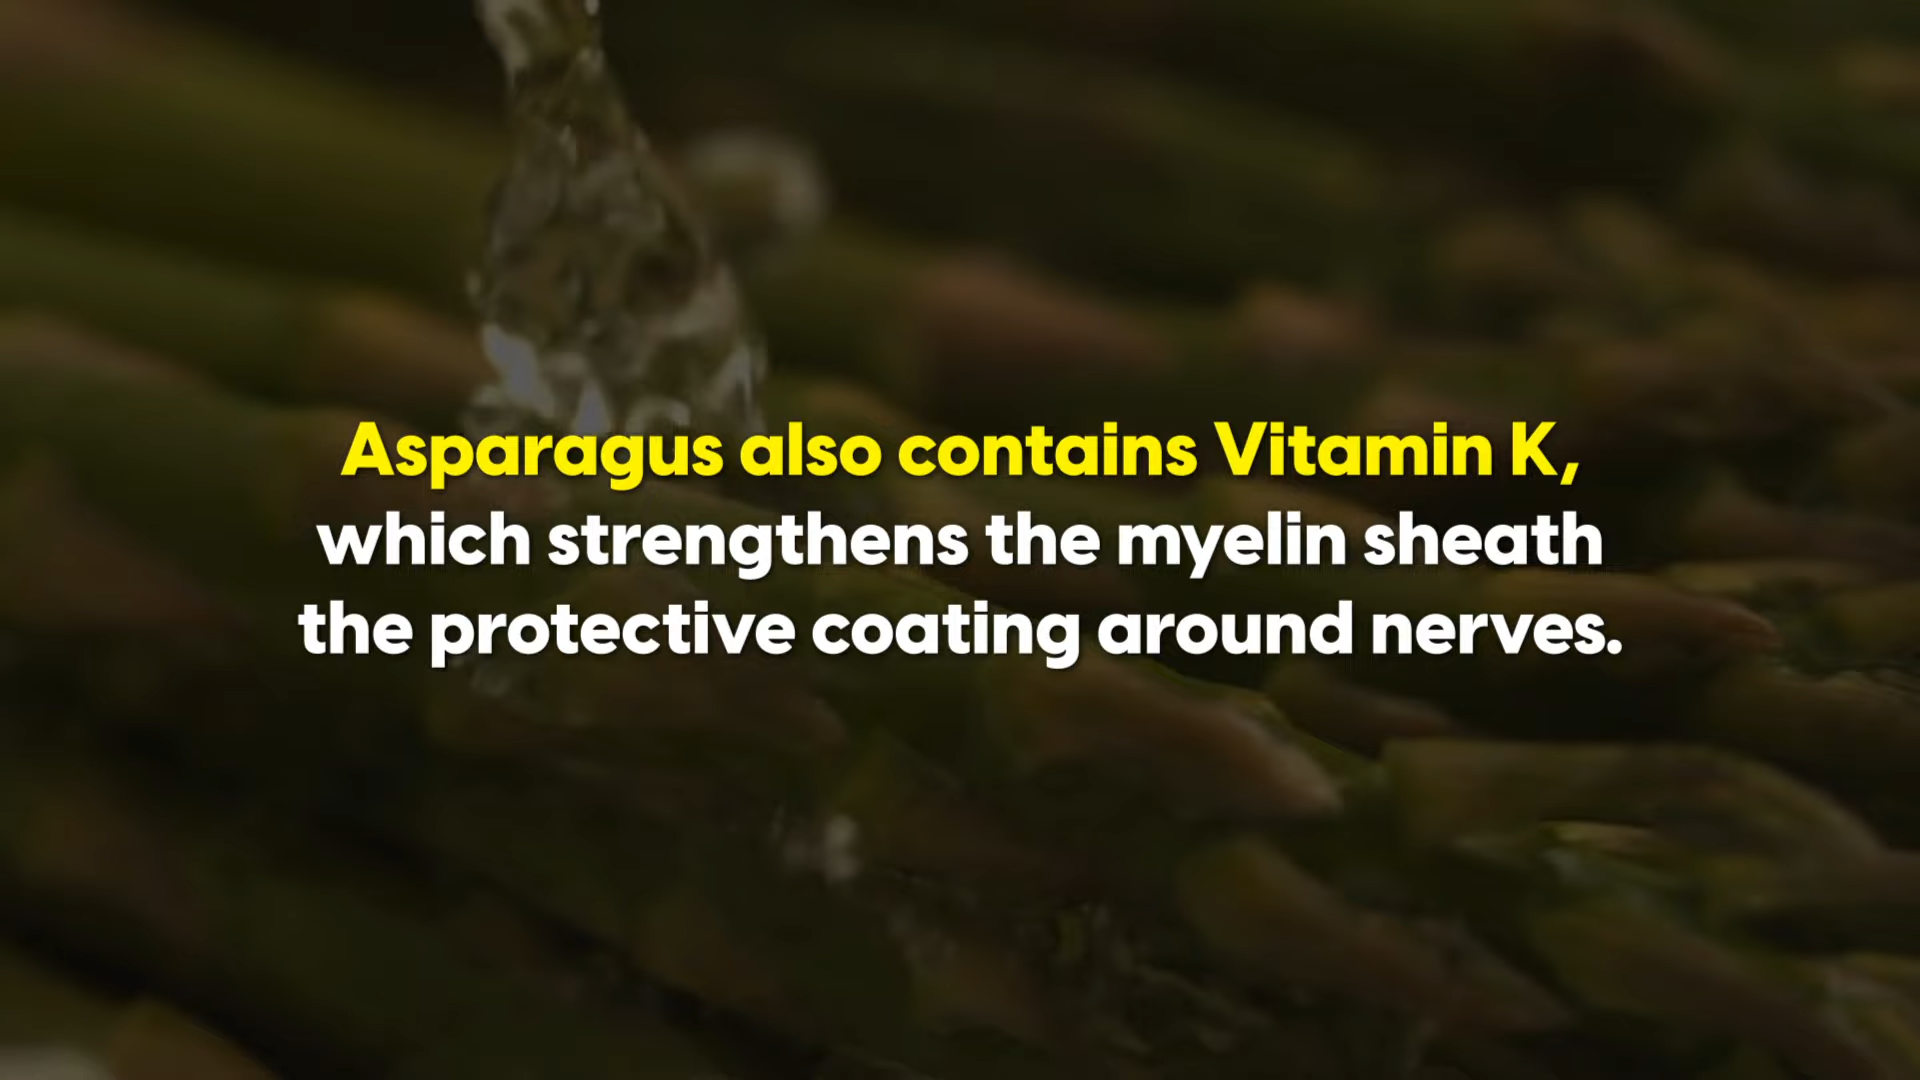 Asparagus also contains Vitamin K,
which strengthens the myelin sheath
the protective coating around nerves.